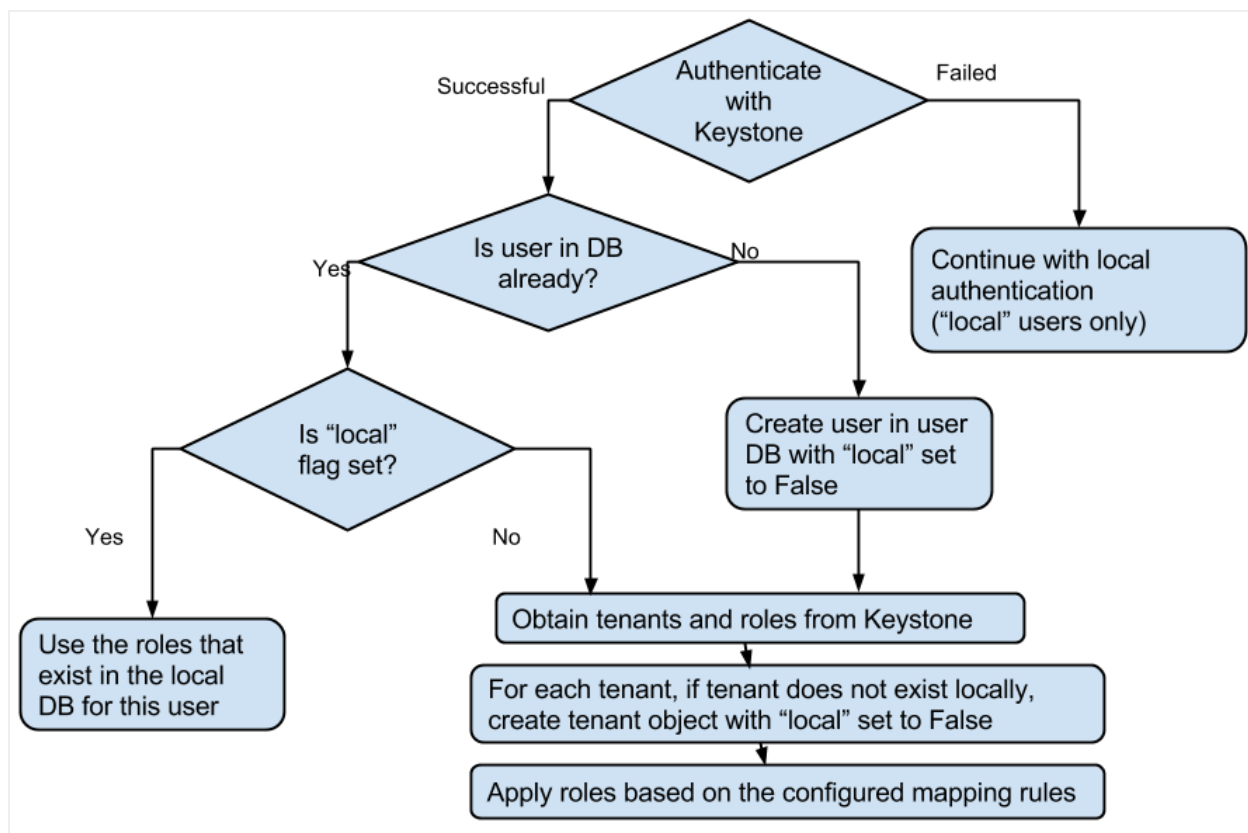 Authenticate
with
Keystone
Successful
Failed
Is user in DB
already?
Yes
No
Continue with local
authentication
(“local” users only)
Is “local”
flag set?
Create user in user
DB with “local” set
to False
Yes
No
Use the roles that
exist in the local
DB for this user
Obtain tenants and roles from Keystone
For each tenant, if tenant does not exist locally,
create tenant object with “local” set to False
Apply roles based on the configured mapping rules